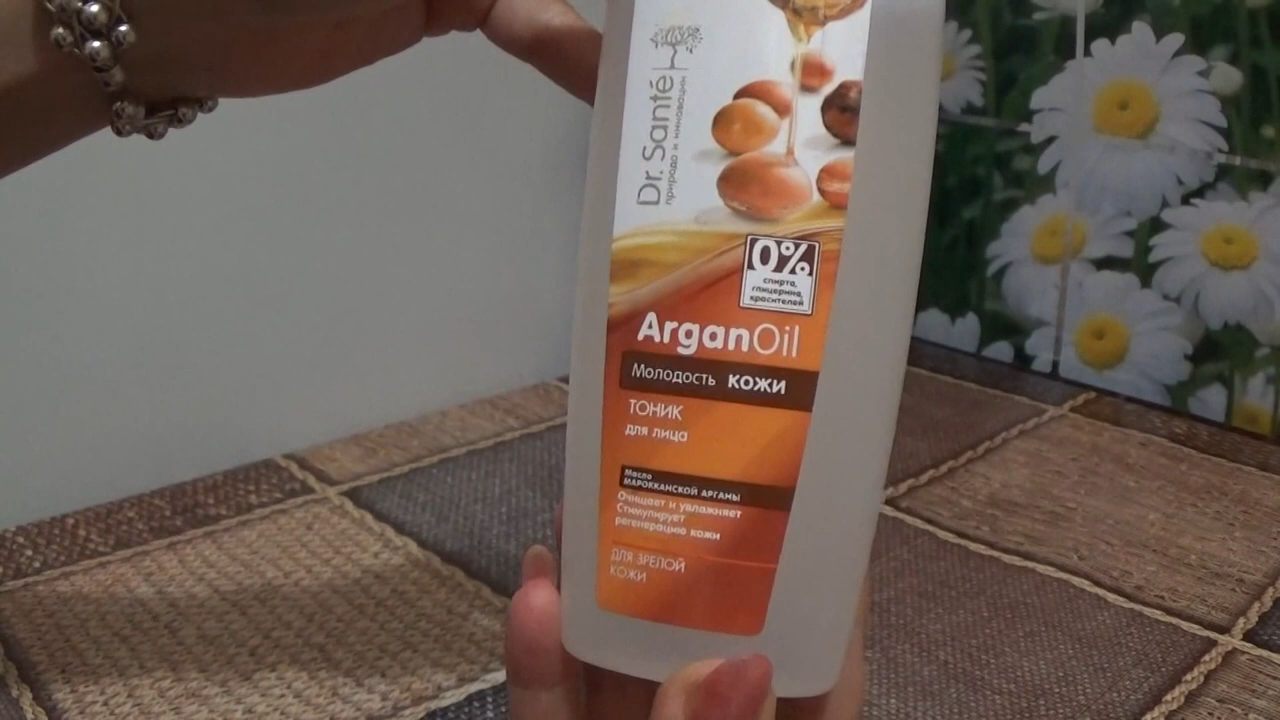 Dr. Santé
природа и инновации
0%
спирта,
глицерина,
красителей
ArganOil
Молодость кожи
ТОНИК
для лица
Масло
МАРОККАНСКОЙ АРГАНЫ
Очищает и увлажняет
Стимулирует
регенерацию кожи
ДЛЯ ЗРЕЛОЙ
КОЖИ